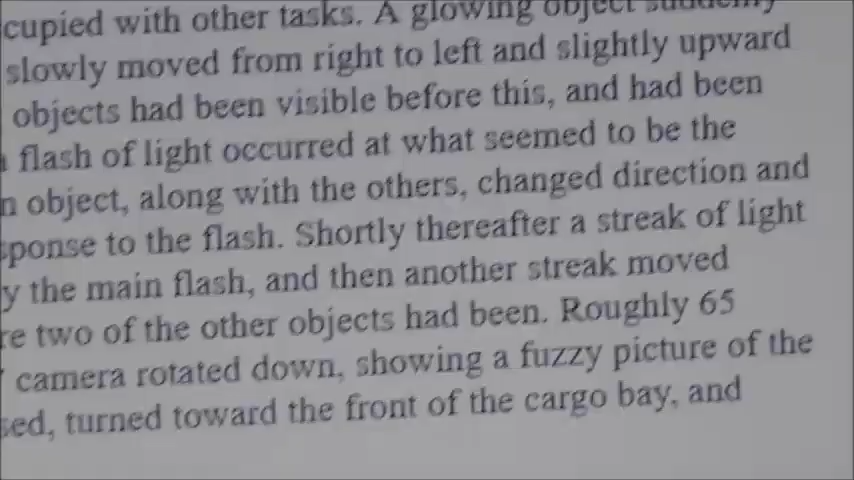 cupied with other tasks. A glowing object suddenly
slowly moved from right to left and slightly upward
objects had been visible before this, and had been
flash of light occurred at what seemed to be the
n object, along with the others, changed direction and
sponse to the flash. Shortly thereafter a streak of light
y the main flash, and then another streak moved
re two of the other objects had been. Roughly 65
camera rotated down, showing a fuzzy picture of the
sed, turned toward the front of the cargo bay, and